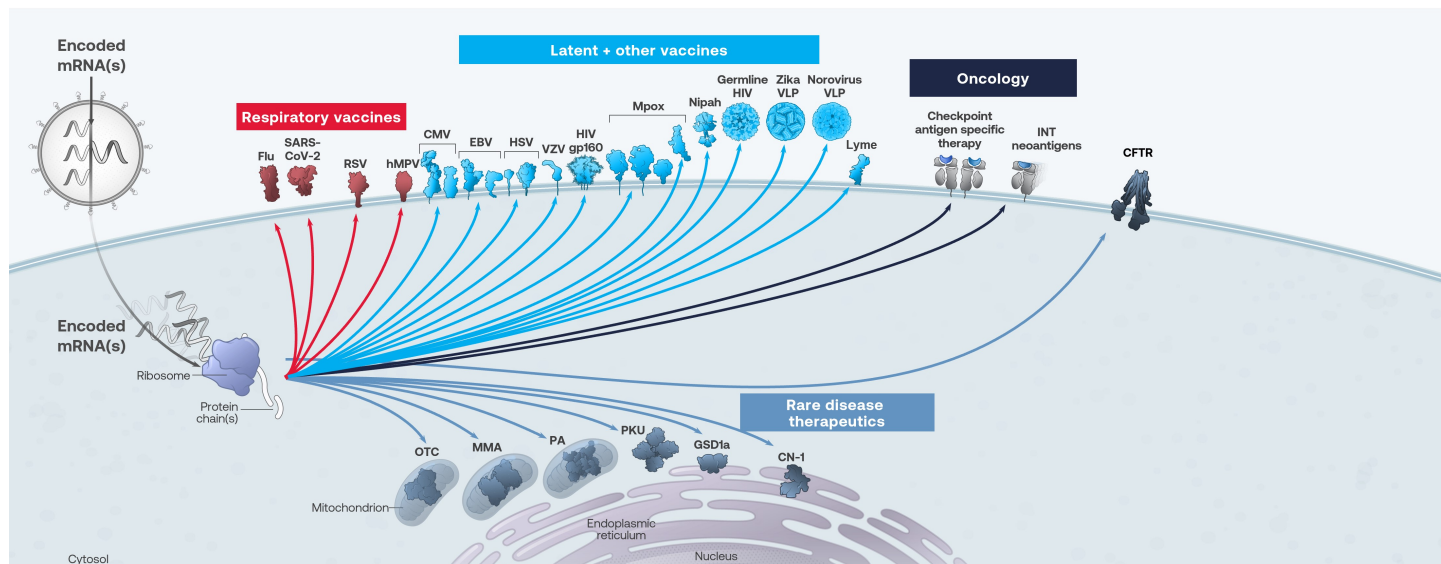 Encoded
mRNA(s)
Latent + other vaccines
Oncology
Respiratory vaccines
Flu
SARS-
CoV-2
RSV
hMPV
CMV
EBV
HSV
VZV
HIV
gp160
Mpox
Nipah
Germline
HIV
Zika
VLP
Norovirus
VLP
Lyme
Checkpoint
antigen specific
therapy
INT
neoantigens
CFTR
Encoded
mRNA(s)
Ribosome
Protein
chain(s)
Rare disease
therapeutics
OTC
MMA
PA
PKU
GSD1a
CN-1
Mitochondrion
Endoplasmic
reticulum
Nucleus
Cytosol